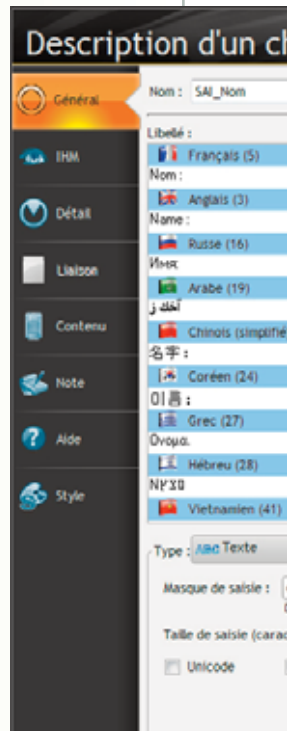 Description d'un ch
Général
IHM
Détail
Liaison
Contenu
Note
Aide
Style
Nom : SAI_Nom
Libellé :
Français (5)
Nom :
Anglais (3)
Name :
Russe (16)
Имя:
Arabe (19)
Chinois (simplifié
名字 :
Coréen (24)
이름 :
Grec (27)
Όνομα:
Hébreu (28)
Vietnamien (41)
Type : ABC Texte
Masque de saisie :
Taille de saisie (carac
Unicode